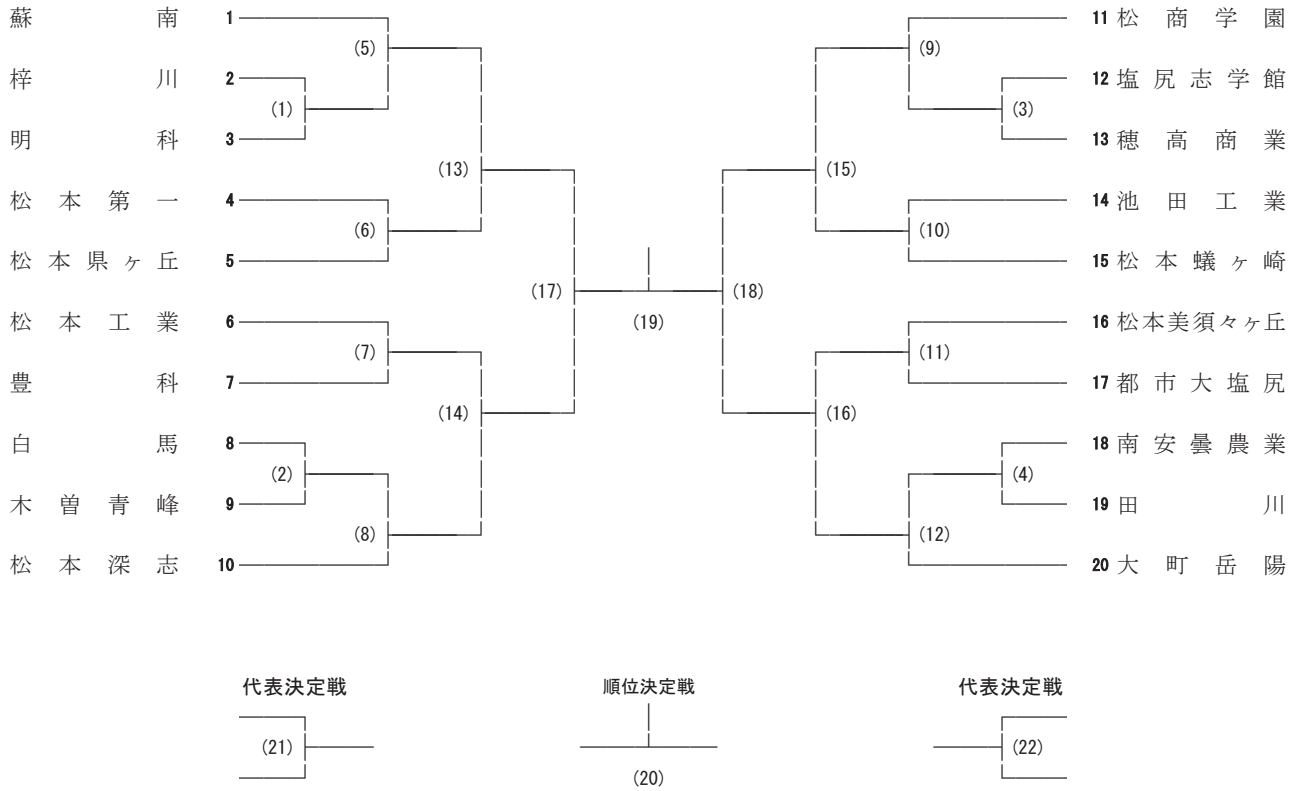 蘇南 1
(5)
梓川 2
(1)
明科 3
(13)
松本第一 4
(6)
松本県ヶ丘 5
(17)
松本工業 6
(7)
豊科 7
(14)
白馬 8
(2)
木曽青峰 9
(8)
松本深志 10
(19)
11 松商学園
(9)
12 塩尻志学館
(3)
13 穂高商業
(15)
14 池田工業
(10)
15 松本蟻ヶ崎
(18)
16 松本美須々ヶ丘
(11)
17 都市大塩尻
(16)
18 南安曇農業
(4)
19 田川
(12)
20 大町岳陽
代表決定戦
(21)
順位決定戦
(20)
代表決定戦
(22)